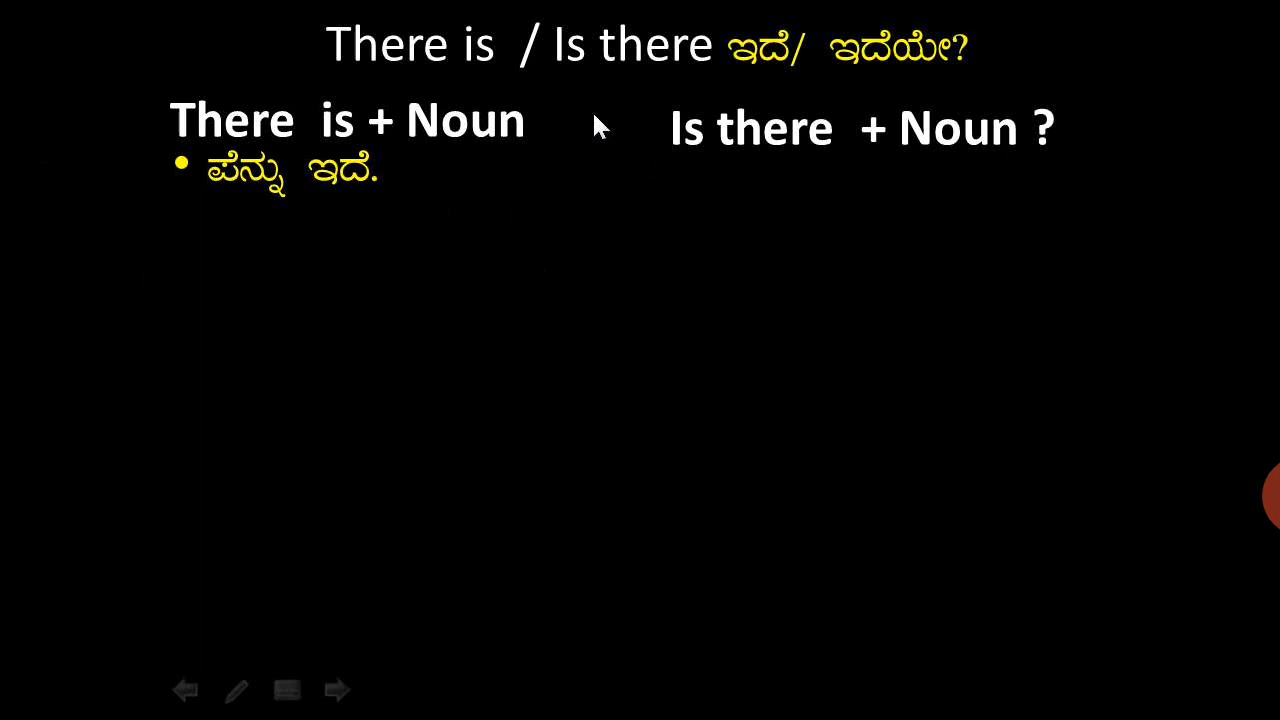 There is / Is there ಇದೆ/ ಇದೆಯೇ?
There is + Noun
Is there + Noun ?
• ಪೆನ್ನು ಇದೆ.